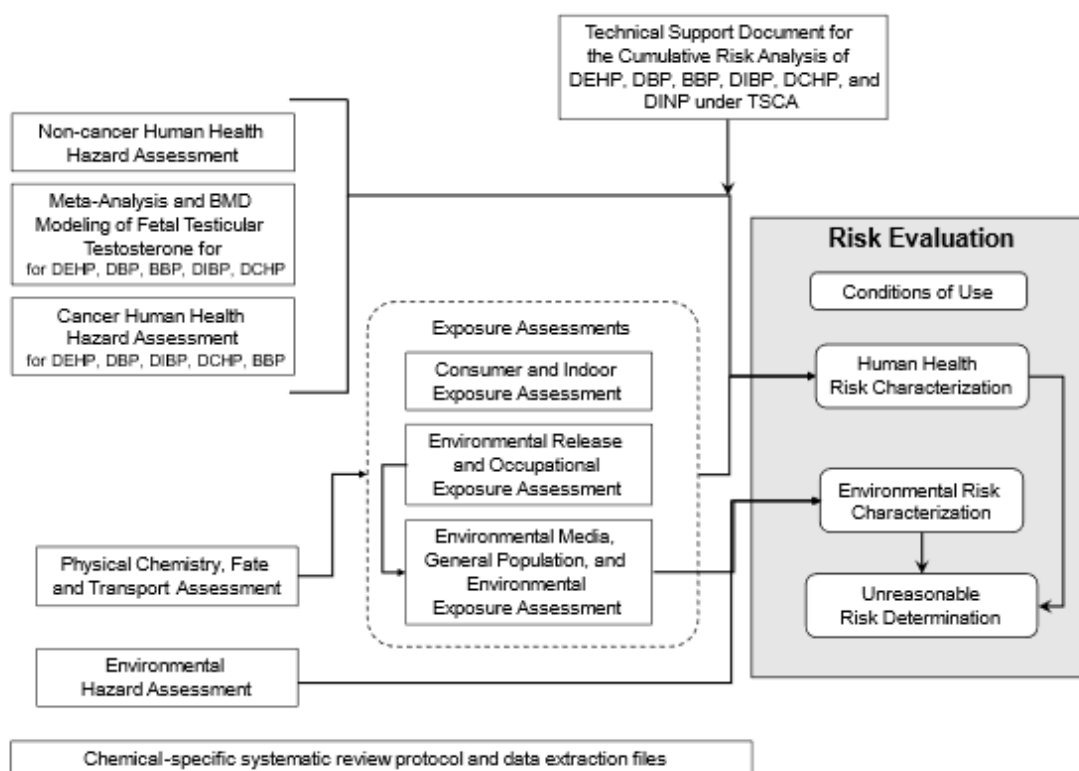 Technical Support Document for
the Cumulative Risk Analysis of
DEHP, DBP, BBP, DIBP, DCHP, and
DINP under TSCA
Non-cancer Human Health
Hazard Assessment
Meta-Analysis and BMD
Modeling of Fetal Testicular
Testosterone for
for DEHP, DBP, BBP, DIBP, DCHP
Cancer Human Health
Hazard Assessment
for DEHP, DBP, DIBP, DCHP, BBP
Exposure Assessments
Consumer and Indoor
Exposure Assessment
Environmental Release
and Occupational
Exposure Assessment
Environmental Media,
General Population, and
Environmental
Exposure Assessment
Physical Chemistry, Fate
and Transport Assessment
Environmental
Hazard Assessment
Risk Evaluation
Conditions of Use
Human Health
Risk Characterization
Environmental Risk
Characterization
Unreasonable
Risk Determination
Chemical-specific systematic review protocol and data extraction files